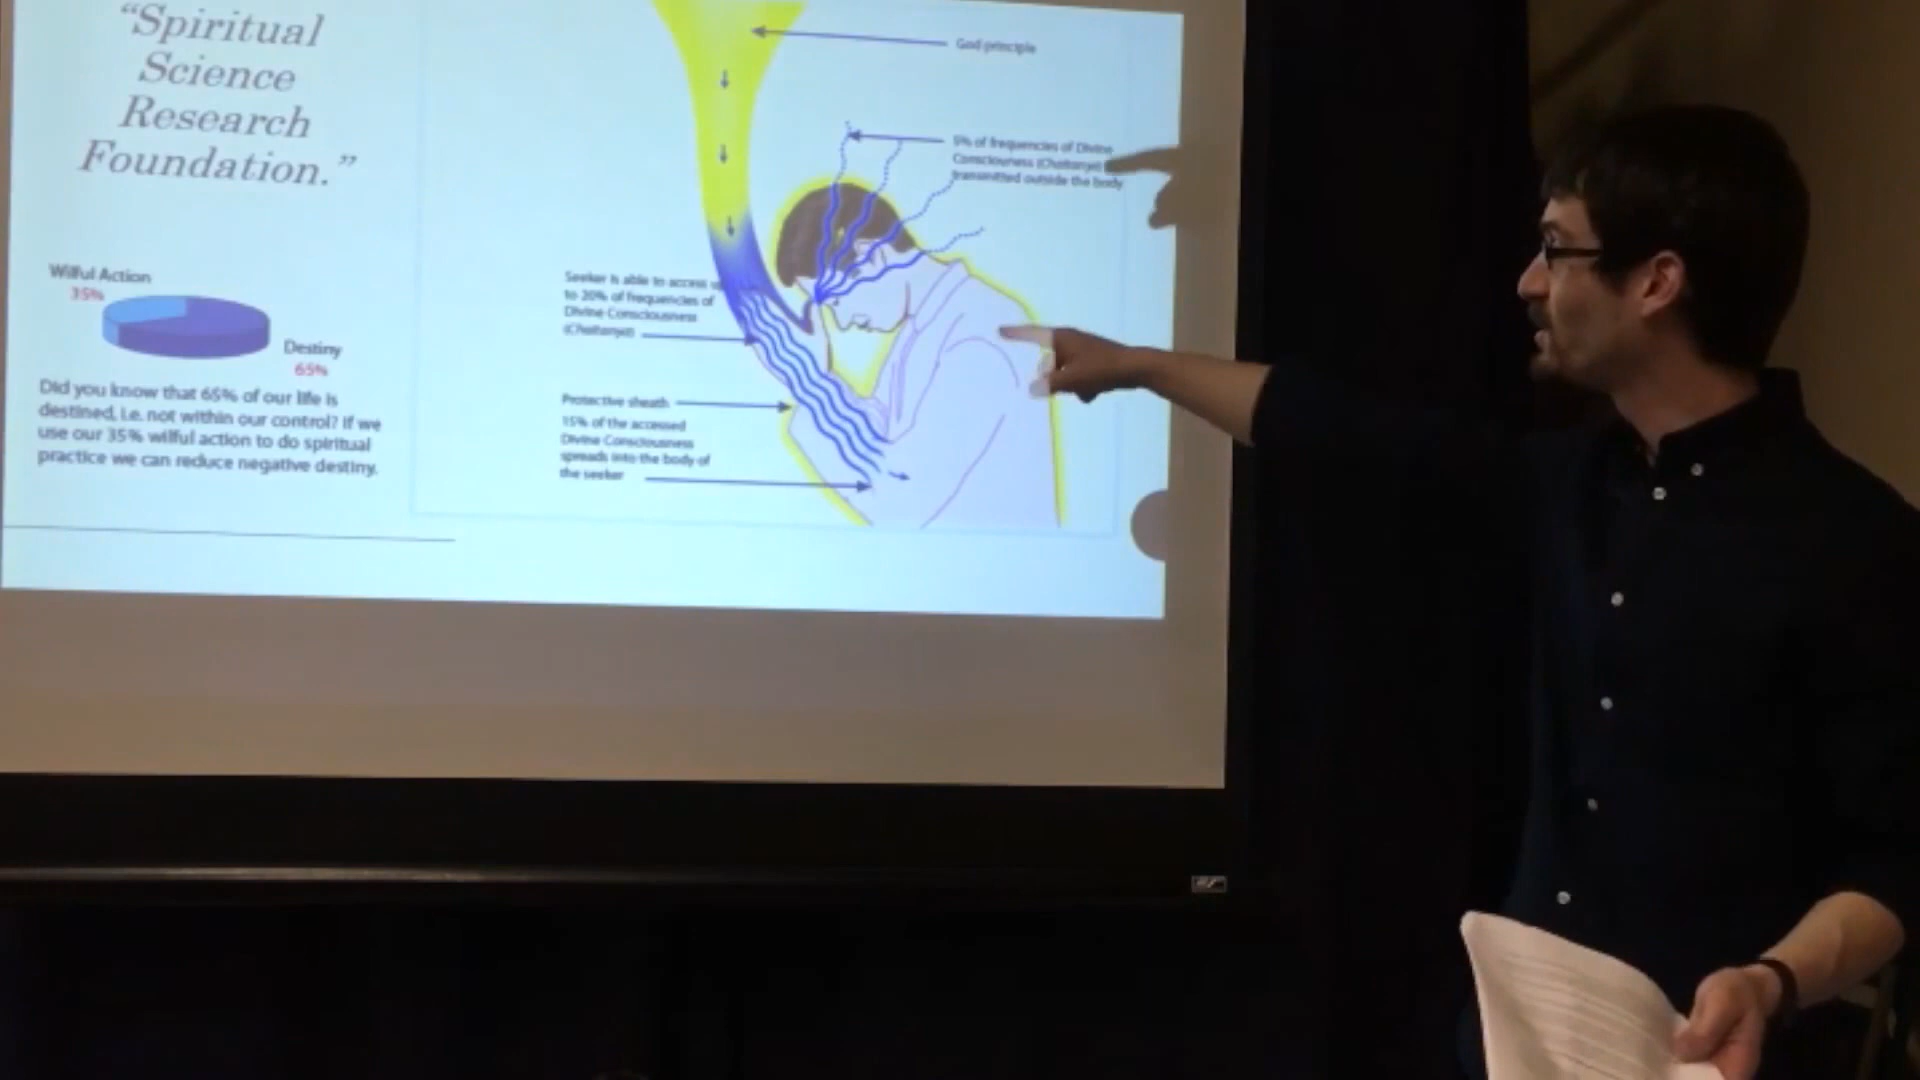 “Spiritual
Science
Research
Foundation.”
Wilful Action
35%
Destiny
65%
Did you know that 65% of our life is
destined, i.e. not within our control? If we
use our 35% wilful action to do spiritual
practice we can reduce negative destiny.
God principle
5% of frequencies of Divine
Consciousness (Chaitanya)
transmitted outside the body
Seeker is able to access
to 20% of frequencies of
Divine Consciousness
(Chaitanya)
Protective sheath
15% of the accessed
Divine Consciousness
spreads into the body of
the seeker